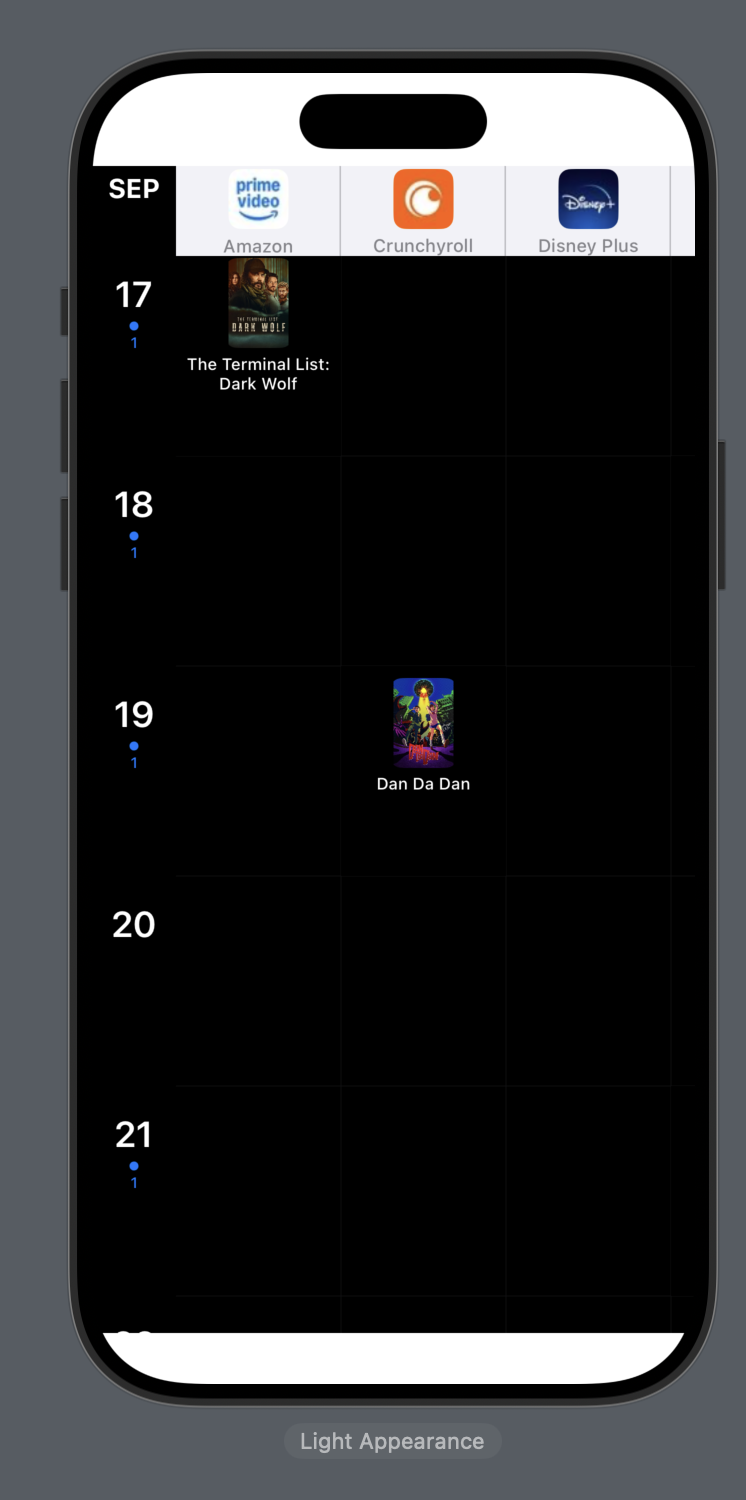 SEP
prime
video
Disney+
Amazon
Crunchyroll
Disney Plus
17
1
THE TERMINAL LIST
DARK WOLF
The Terminal List:
Dark Wolf
18
1
19
1
Dan Da Dan
20
21
1
Light Appearance